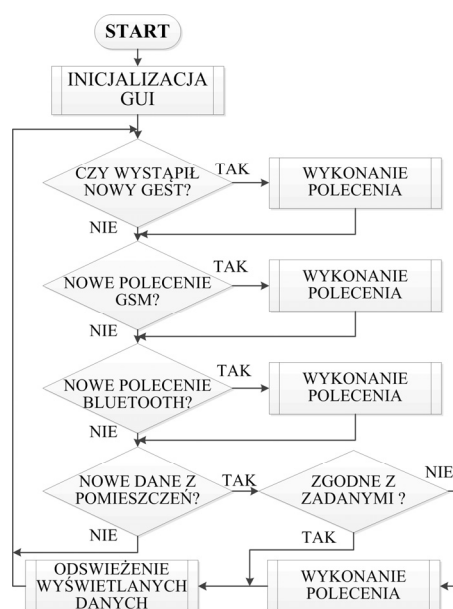 START
INICJALIZACJA
GUI
CZY WYSTĄPIŁ
NOWY GEST?
TAK
WYKONANIE
POLECENIA
NIE
NOWE POLECENIE
GSM?
TAK
WYKONANIE
POLECENIA
NIE
NOWE POLECENIE
BLUETOOTH?
TAK
WYKONANIE
POLECENIA
NIE
NOWE DANE Z
POMIESZCZEŃ?
TAK
ZGODNE Z
ZADANYMI ?
NIE
NIE
TAK
ODSWIEŻENIE
WYŚWIETLANYCH
DANYCH
WYKONANIE
POLECENIA